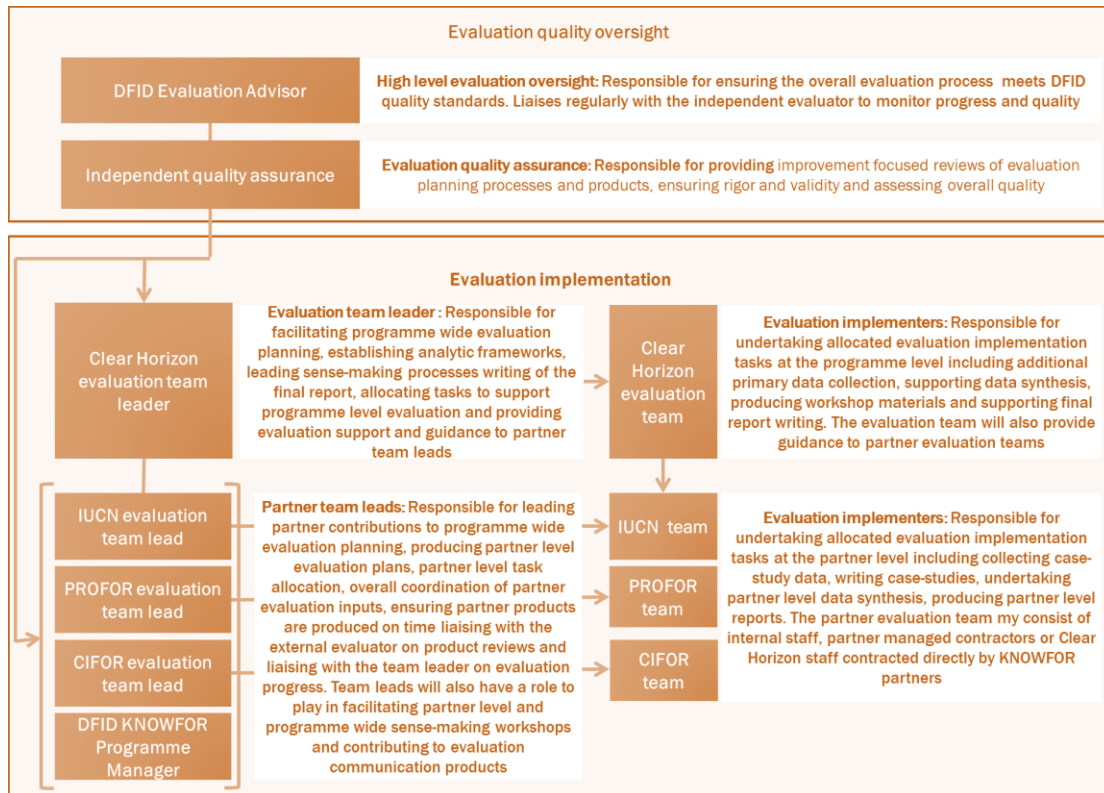 Evaluation quality oversight
DFID Evaluation Advisor
High level evaluation oversight: Responsible for ensuring the overall evaluation process meets DFID
quality standards. Liaises regularly with the independent evaluator to monitor progress and quality
Independent quality assurance
Evaluation quality assurance: Responsible for providing improvement focused reviews of evaluation
planning processes and products, ensuring rigor and validity and assessing overall quality
Evaluation implementation
Clear Horizon
evaluation team
leader
Evaluation team leader : Responsible for
facilitating programme wide evaluation
planning, establishing analytic frameworks,
leading sense-making processes writing of the
final report, allocating tasks to support
programme level evaluation and providing
evaluation support and guidance to partner
team leads
Clear
Horizon
evaluation
team
Evaluation implementers: Responsible for
undertaking allocated evaluation implementation
tasks at the programme level including additional
primary data collection, supporting data synthesis,
producing workshop materials and supporting final
report writing. The evaluation team will also provide
guidance to partner evaluation teams
IUCN evaluation
team lead
PROFOR evaluation
team lead
CIFOR evaluation
team lead
DFID KNOWFOR
Programme
Manager
Partner team leads: Responsible for leading
partner contributions to programme wide
evaluation planning, producing partner level
evaluation plans, partner level task
allocation, overall coordination of partner
evaluation inputs, ensuring partner products
are produced on time liaising with the
external evaluator on product reviews and
liaising with the team leader on evaluation
progress. Team leads will also have a role to
play in facilitating partner level and
programme wide sense-making workshops
and contributing to evaluation
communication products
IUCN team
PROFOR
team
CIFOR
team
Evaluation implementers: Responsible for
undertaking allocated evaluation implementation
tasks at the partner level including collecting case-
study data, writing case-studies, undertaking
partner level data synthesis, producing partner level
reports. The partner evaluation team my consist of
internal staff, partner managed contractors or Clear
Horizon staff contracted directly by KNOWFOR
partners